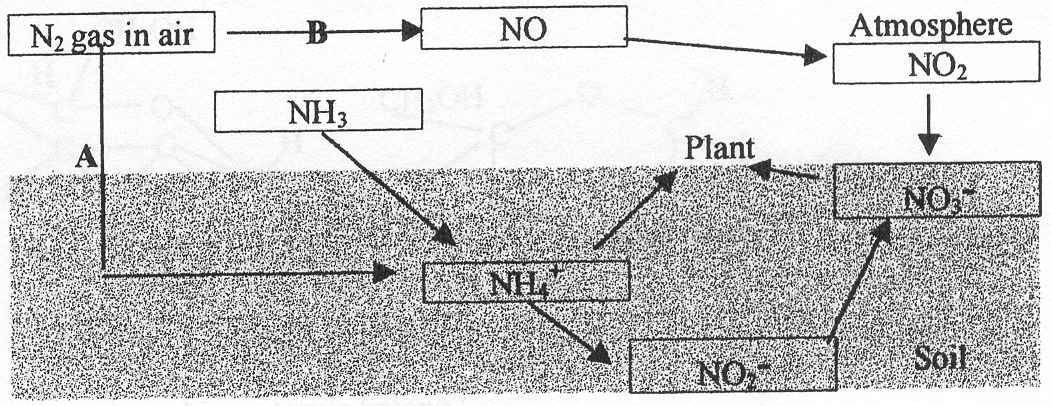 N₂ gas in air
B
NO
Atmosphere
NO₂
NH₃
A
Plant
NO₃⁻
NH₄⁺
NO₂⁻
Soil